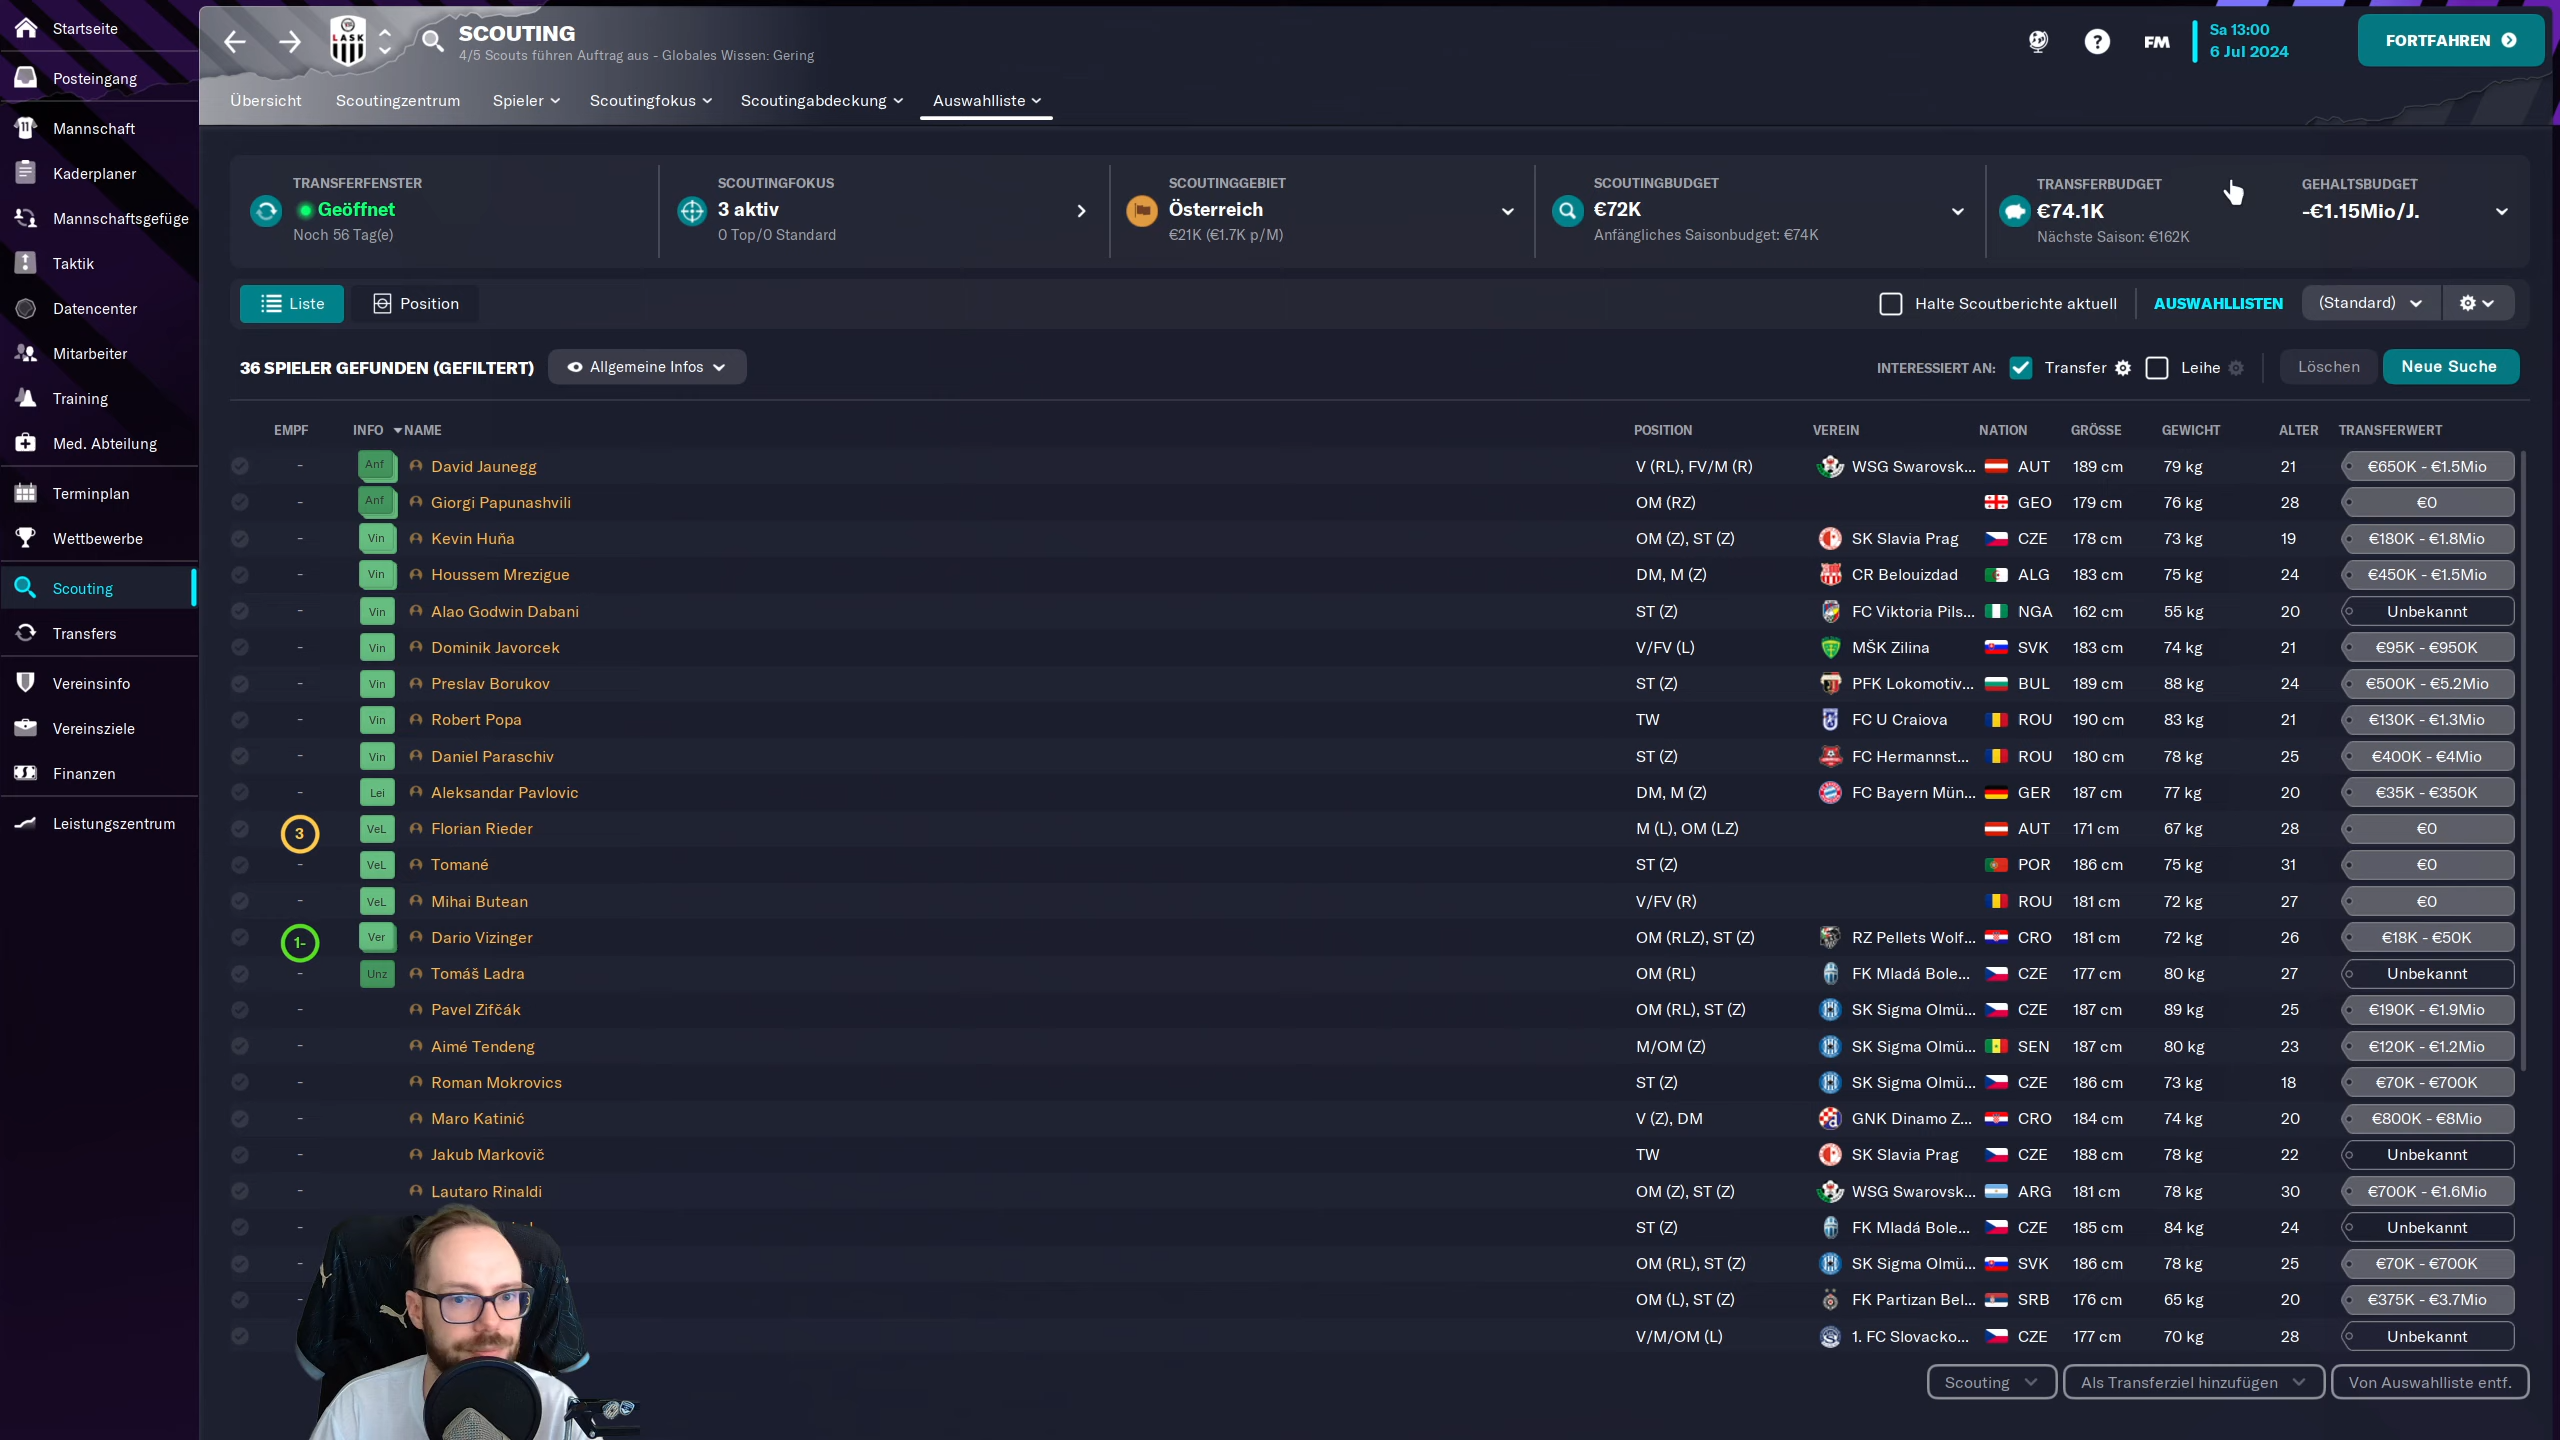 Startseite
Posteingang
Mannschaft
Kaderplaner
Mannschaftsgefüge
Taktik
Datencenter
Mitarbeiter
Training
Med. Abteilung
Terminplan
Wettbewerbe
Scouting
Transfers
Vereinsinfo
Vereinsziele
Finanzen
Leistungszentrum
LASK
SCOUTING
4/5 Scouts führen Auftrag aus - Globales Wissen: Gering
?
FM
Sa 13:00
6 Jul 2024
FORTFAHREN
Übersicht Scoutingzentrum Spieler Scoutingfokus Scoutingabdeckung Auswahlliste
TRANSFERFENSTER
Geöffnet
Noch 56 Tag(e)
SCOUTINGFOKUS
3 aktiv
0 Top/0 Standard
SCOUTINGGEBIET
Österreich
€21K (€1.7K p/M)
SCOUTINGBUDGET
€72K
Anfängliches Saisonbudget: €74K
TRANSFERBUDGET
€74.1K
Nächste Saison: €162K
GEHALTSBUDGET
-€1.15Mio/J.
Liste Position Halte Scoutberichte aktuell AUSWAHLLISTEN (Standard)
36 SPIELER GEFUNDEN (GEFILTERT) Allgemeine Infos INTERESSIERT AN: Transfer Leihe Löschen Neue Suche
EMPF INFO NAME POSITION VEREIN NATION GRÖSSE GEWICHT ALTER TRANSFERWERT
- Anf David Jaunegg V (RL), FV/M (R) WSG Swarovsk... AUT 189 cm 79 kg 21 €650K - €1.5Mio
- Anf Giorgi Papunashvili OM (RZ) GEO 179 cm 76 kg 28 €0
- Vin Kevin Huňa OM (Z), ST (Z) SK Slavia Prag CZE 178 cm 73 kg 19 €180K - €1.8Mio
- Vin Houssem Mrezigue DM, M (Z) CR Belouizdad ALG 183 cm 75 kg 24 €450K - €1.5Mio
- Vin Alao Godwin Dabani ST (Z) FC Viktoria Pils... NGA 162 cm 55 kg 20 Unbekannt
- Vin Dominik Javorcek V/FV (L) MŠK Zilina SVK 183 cm 74 kg 21 €95K - €950K
- Vin Preslav Borukov ST (Z) PFK Lokomotiv... BUL 189 cm 88 kg 24 €500K - €5.2Mio
- Vin Robert Popa TW FC U Craiova ROU 190 cm 83 kg 21 €130K - €1.3Mio
- Vin Daniel Paraschiv ST (Z) FC Hermannst... ROU 180 cm 78 kg 25 €400K - €4Mio
- Lei Aleksandar Pavlovic DM, M (Z) FC Bayern Mün... GER 187 cm 77 kg 20 €35K - €350K
3 VeL Florian Rieder M (L), OM (LZ) AUT 171 cm 67 kg 28 €0
- VeL Tomané ST (Z) POR 186 cm 75 kg 31 €0
- VeL Mihai Butean V/FV (R) ROU 181 cm 72 kg 27 €0
1- Ver Dario Vizinger OM (RLZ), ST (Z) RZ Pellets Wolf... CRO 181 cm 72 kg 26 €18K - €50K
- Unz Tomáš Ladra OM (RL) FK Mladá Bole... CZE 177 cm 80 kg 27 Unbekannt
- Pavel Zifčák OM (RL), ST (Z) SK Sigma Olmü... CZE 187 cm 89 kg 25 €190K - €1.9Mio
- Aimé Tendeng M/OM (Z) SK Sigma Olmü... SEN 187 cm 80 kg 23 €120K - €1.2Mio
- Roman Mokrovics ST (Z) SK Sigma Olmü... CZE 186 cm 73 kg 18 €70K - €700K
- Maro Katinić V (Z), DM GNK Dinamo Z... CRO 184 cm 74 kg 20 €800K - €8Mio
- Jakub Markovič TW SK Slavia Prag CZE 188 cm 78 kg 22 Unbekannt
- Lautaro Rinaldi OM (Z), ST (Z) WSG Swarovsk... ARG 181 cm 78 kg 30 €700K - €1.6Mio
- ST (Z) FK Mladá Bole... CZE 185 cm 84 kg 24 Unbekannt
- OM (RL), ST (Z) SK Sigma Olmü... SVK 186 cm 78 kg 25 €70K - €700K
- OM (L), ST (Z) FK Partizan Bel... SRB 176 cm 65 kg 20 €375K - €3.7Mio
V/M/OM (L) 1. FC Slovacko... CZE 177 cm 70 kg 28 Unbekannt
Scouting Als Transferziel hinzufügen Von Auswahlliste entf.